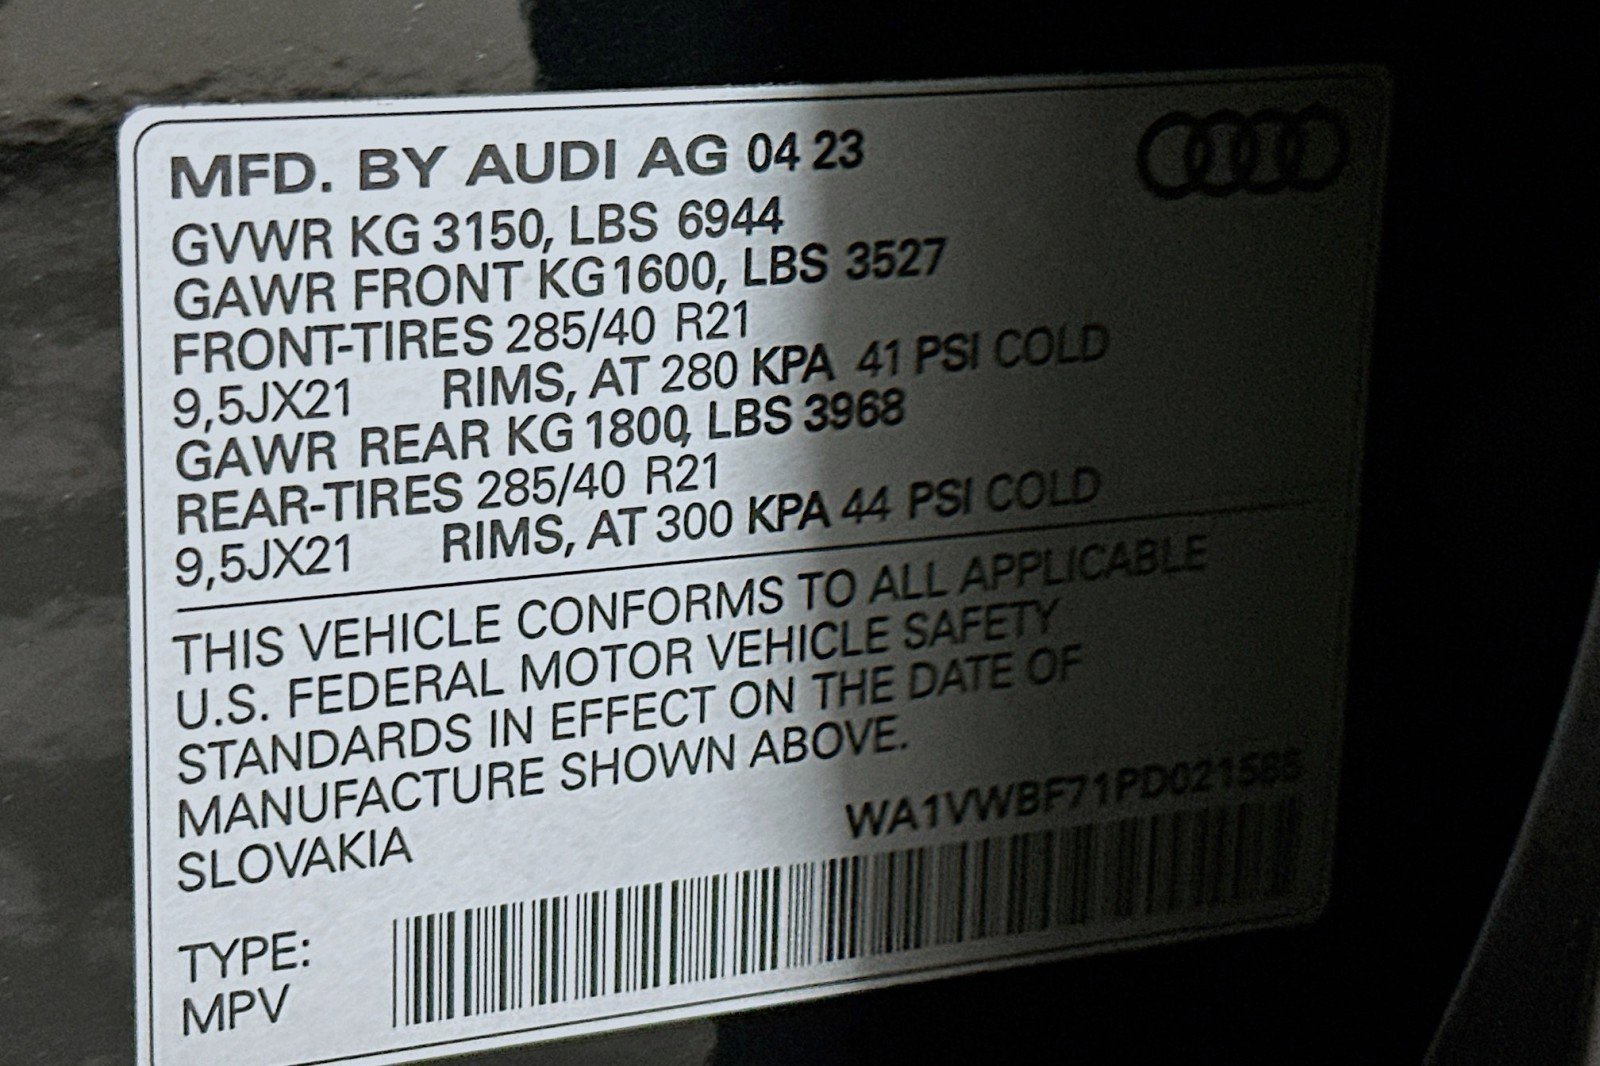 MFD. BY AUDI AG 04 23
GVWR KG 3150, LBS 6944
GAWR FRONT KG 1600, LBS 3527
FRONT-TIRES 285/40 R21
9,5JX21 RIMS, AT 280 KPA 41 PSI COLD
GAWR REAR KG 1800, LBS 3968
REAR-TIRES 285/40 R21
9,5JX21 RIMS, AT 300 KPA 44 PSI COLD
THIS VEHICLE CONFORMS TO ALL APPLICABLE
U.S. FEDERAL MOTOR VEHICLE SAFETY
STANDARDS IN EFFECT ON THE DATE OF
MANUFACTURE SHOWN ABOVE.
SLOVAKIA
TYPE:
MPV